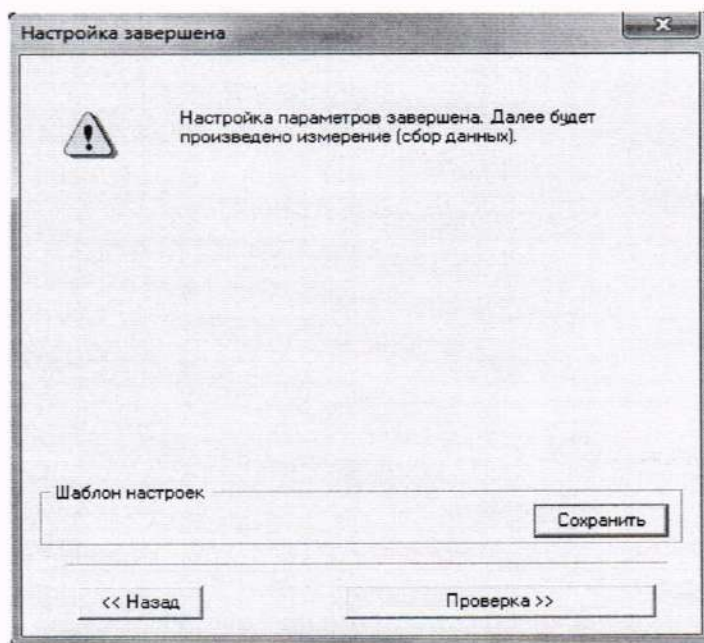 Настройка завершена
Настройка параметров завершена. Далее будет
произведено измерение (сбор данных).
Шаблон настроек
Сохранить
<< Назад
Проверка >>